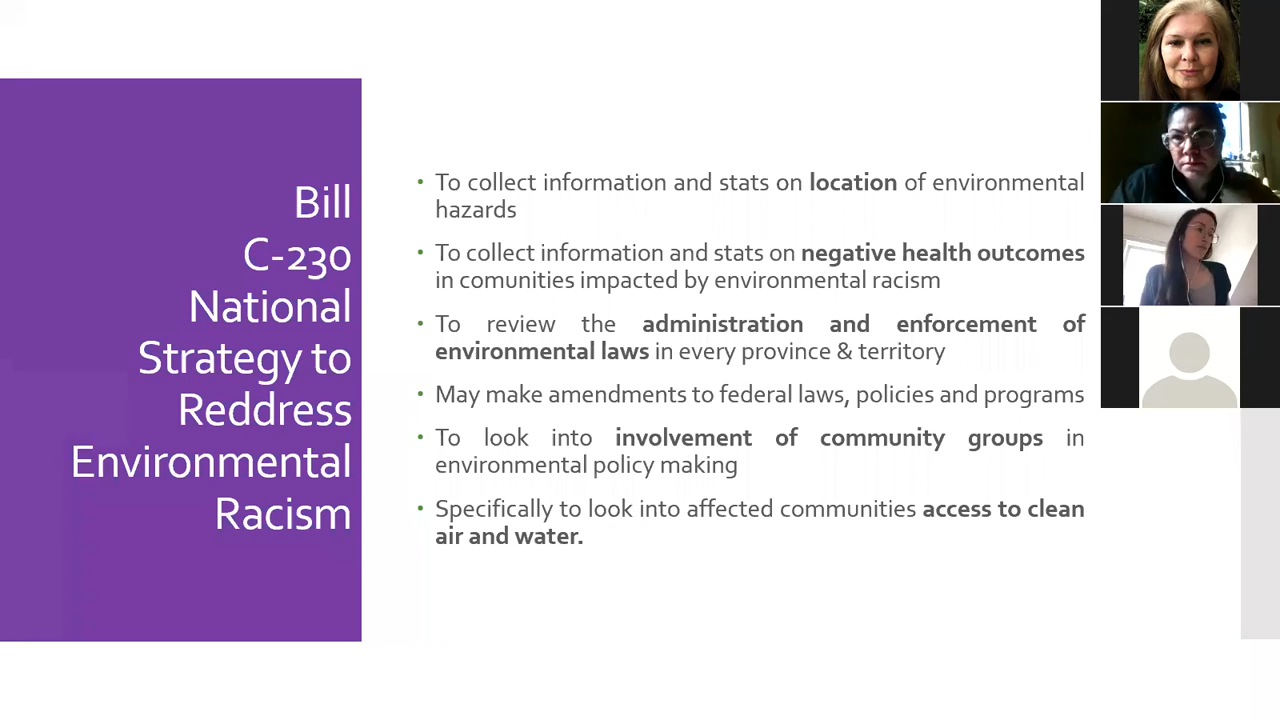 Bill
C-230
National
Strategy to
Reddress
Environmental
Racism
• To collect information and stats on location of environmental
hazards
• To collect information and stats on negative health outcomes
in comunities impacted by environmental racism
• To review the administration and enforcement of
environmental laws in every province & territory
• May make amendments to federal laws, policies and programs
• To look into involvement of community groups in
environmental policy making
• Specifically to look into affected communities access to clean
air and water.